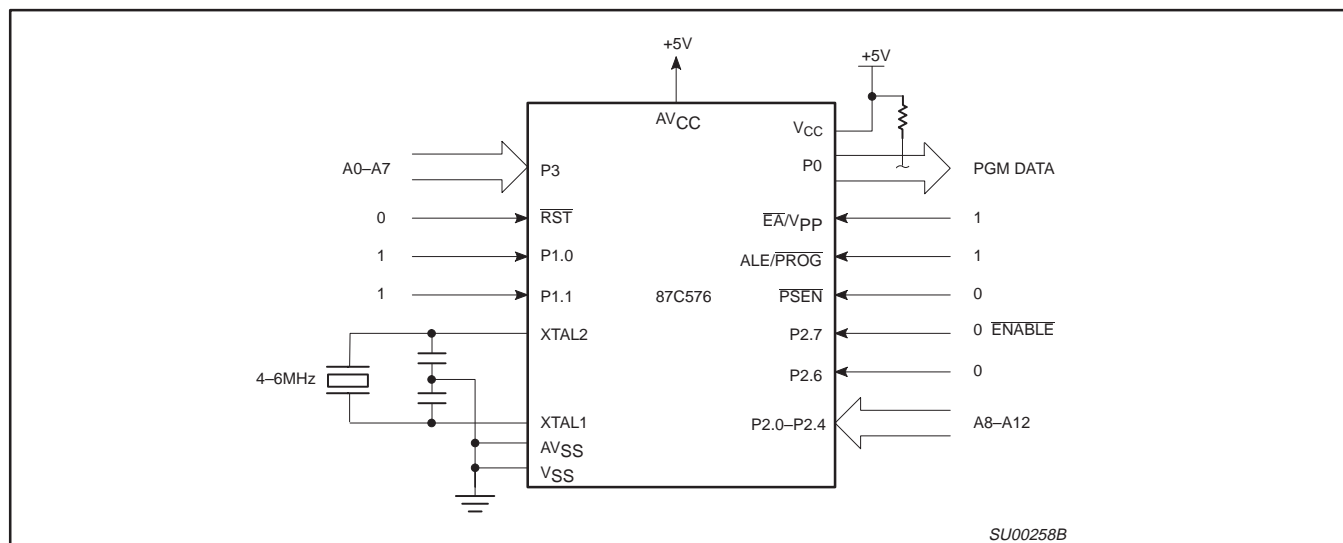 +5V
+5V
AVCC
VCC
A0–A7
P3
P0
PGM DATA
0
RST
EA/VPP
1
1
P1.0
ALE/PROG
1
1
P1.1
87C576
PSEN
0
XTAL2
P2.7
0 ENABLE
4–6MHz
P2.6
0
XTAL1
P2.0–P2.4
A8–A12
AVSS
VSS
SU00258B